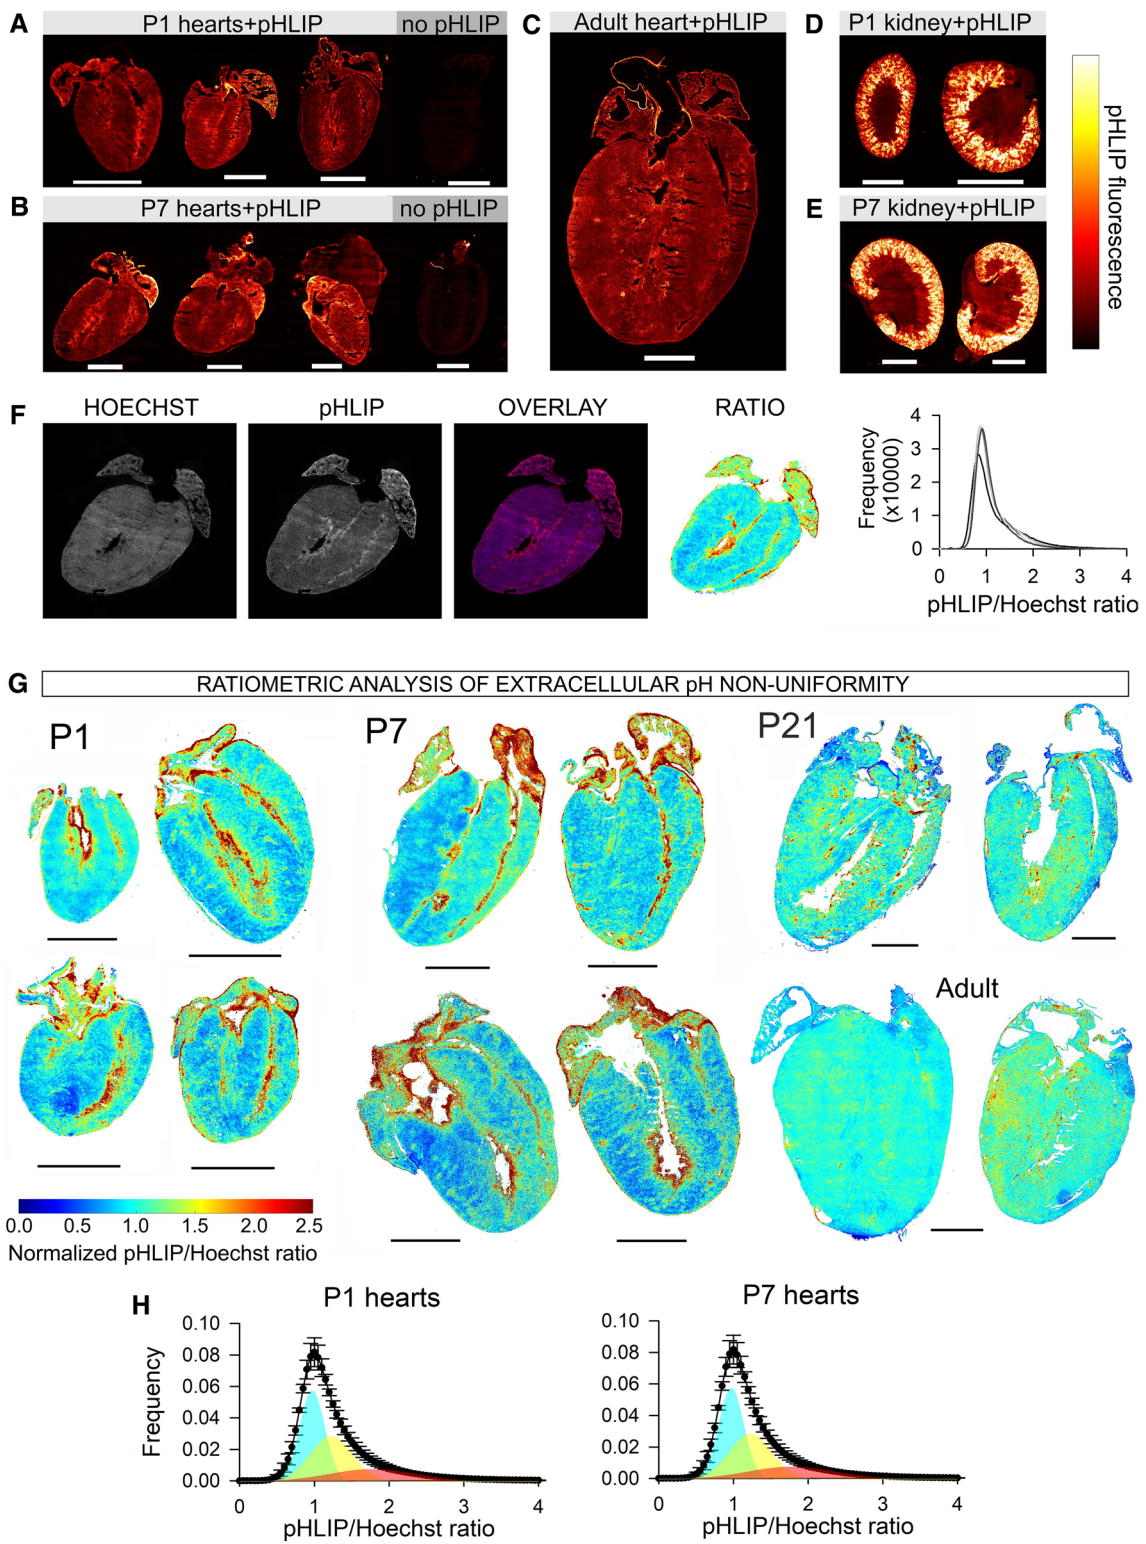 A
P1 hearts+pHLIP
no pHLIP
C
Adult heart+pHLIP
D
P1 kidney+pHLIP
B
P7 hearts+pHLIP
no pHLIP
E
P7 kidney+pHLIP
pHLIP fluorescence
F
HOECHST
pHLIP
OVERLAY
RATIO
Frequency
(x10000)
4
3
2
1
0
0 1 2 3 4
pHLIP/Hoechst ratio
G
RATIOMETRIC ANALYSIS OF EXTRACELLULAR pH NON-UNIFORMITY
P1
P7
P21
Adult
0.0 0.5 1.0 1.5 2.0 2.5
Normalized pHLIP/Hoechst ratio
H
P1 hearts
Frequency
0.10
0.08
0.06
0.04
0.02
0.00
0 1 2 3 4
pHLIP/Hoechst ratio
P7 hearts
0.10
0.08
0.06
0.04
0.02
0.00
0 1 2 3 4
pHLIP/Hoechst ratio